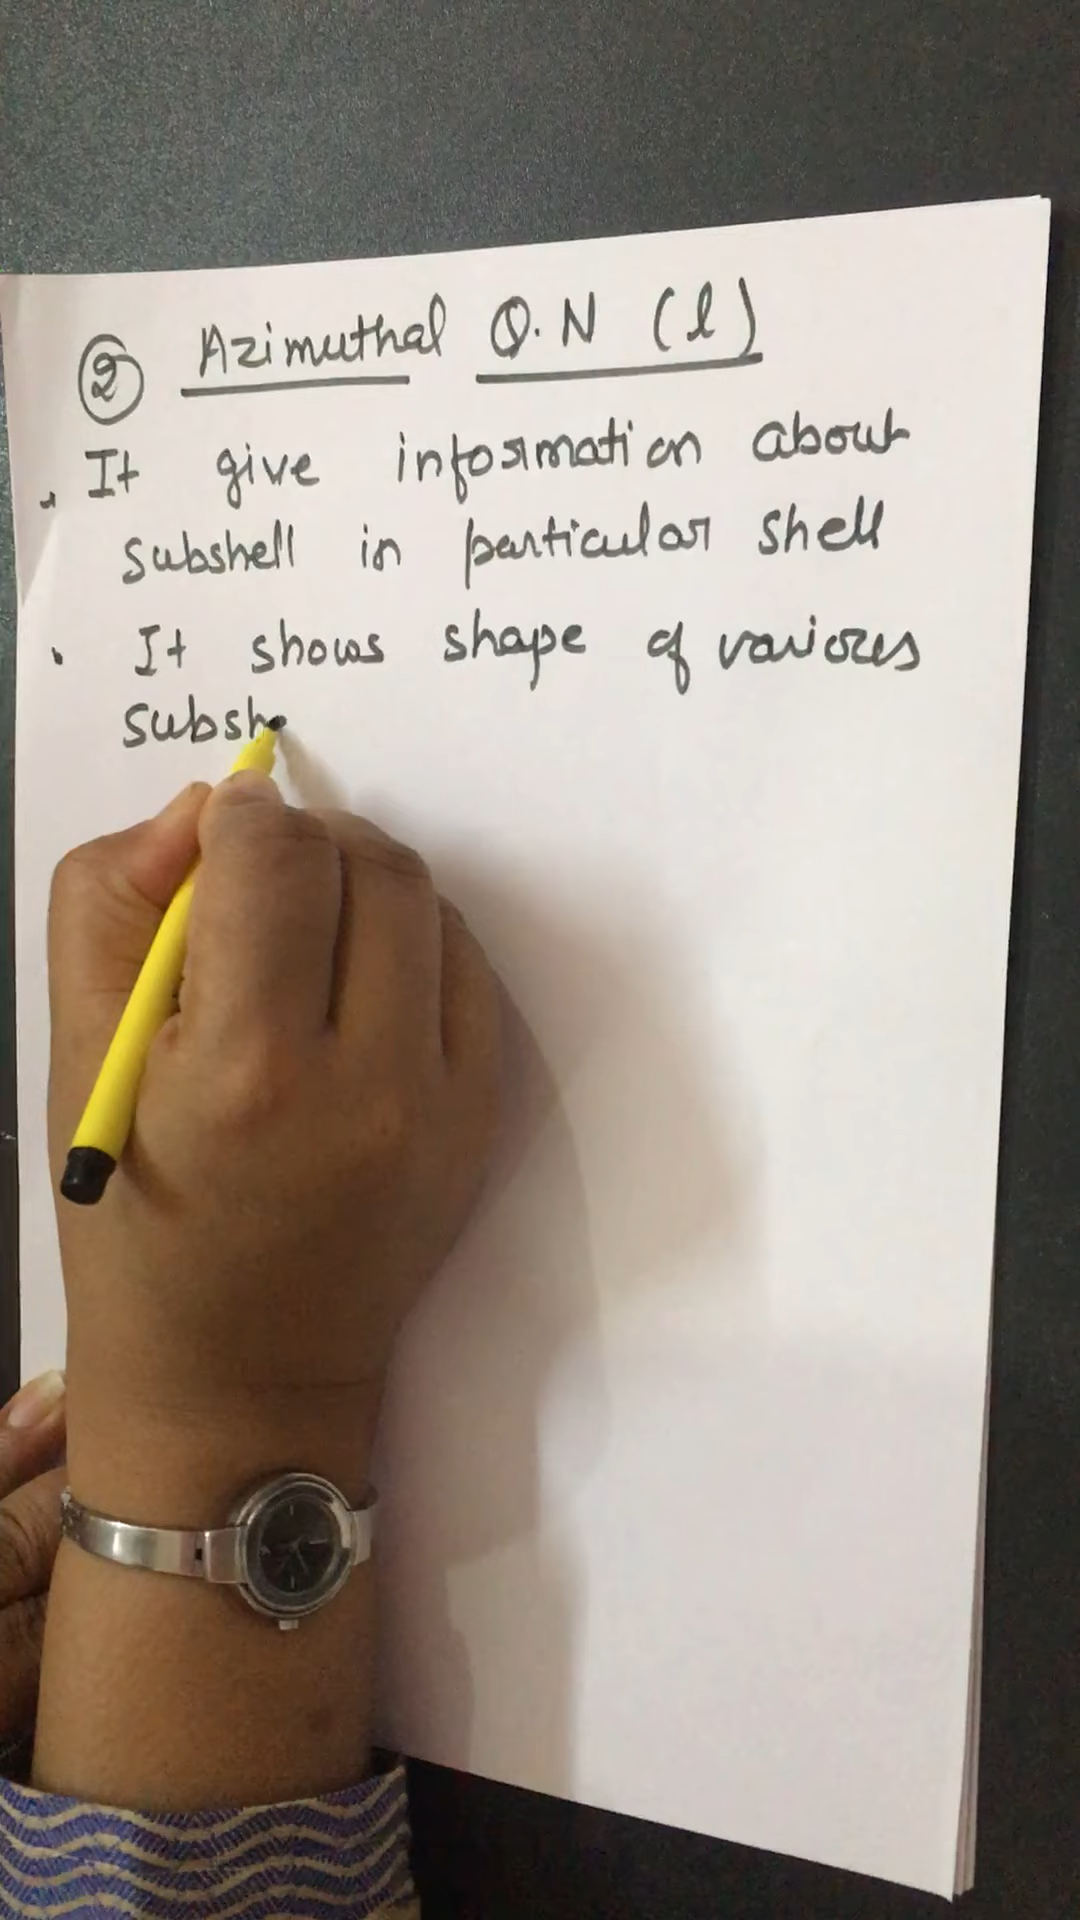 ② Azimuthal Q.N (l)
. It give information about
subshell in particular shell
. It shows shape of various
subsh